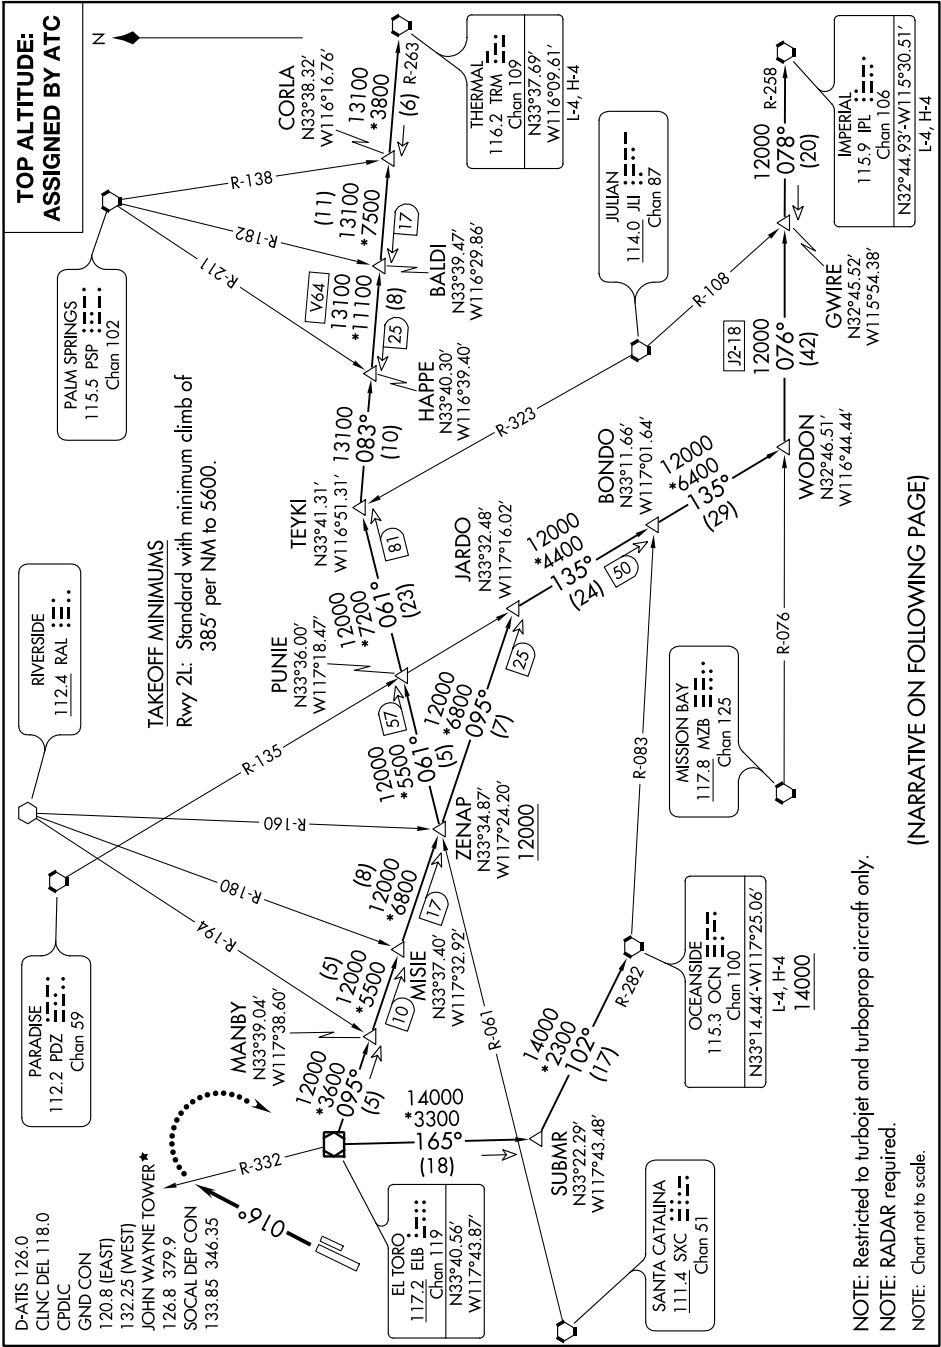 TOP ALTITUDE:
ASSIGNED BY ATC
N
D-ATIS 126.0
CLNC DEL 118.0
CPDLC
GND CON
120.8 (EAST)
132.25 (WEST)
JOHN WAYNE TOWER★
126.8 379.9
SOCAL DEP CON
133.85 346.35
PARADISE
112.2 PDZ
Chan 59
RIVERSIDE
112.4 RAL
TAKEOFF MINIMUMS
Rwy 2L: Standard with minimum climb of
385' per NM to 5600.
PALM SPRINGS
115.5 PSP
Chan 102
R-211
R-182
R-138
R-135
R-160
R-180
R-194
R-332
016°
EL TORO
117.2 ELB
Chan 119
N33°40.56'
W117°43.87'
12000
*3600
095°
(5)
MANBY
N33°39.04'
W117°38.60'
(5)
12000
*5500
10
MISIE
N33°37.40'
W117°32.92'
(8)
12000
*6800
17
ZENAP
N33°34.87'
W117°24.20'
12000
12000
*5500
061°
(5)
57
PUNIE
N33°36.00'
W117°18.47'
12000
*7200
061°
(23)
81
TEYKI
N33°41.31'
W116°51.31'
13100
083°
(10)
HAPPE
N33°40.30'
W116°39.40'
V64
13100
*11100
(8)
25
BALDI
N33°39.47'
W116°29.86'
(11)
13100
*7500
17
CORLA
N33°38.32'
W116°16.76'
13100
*3800
(6)
R-263
THERMAL
116.2 TRM
Chan 109
N33°37.69'
W116°09.61'
L-4, H-4
12000
*6800
095°
(7)
25
JARDO
N33°32.48'
W117°16.02'
12000
*4400
135°
(24)
50
BONDO
N33°11.66'
W117°01.64'
12000
*6400
135°
(29)
WODON
N32°46.51'
W116°44.44'
J2-18
12000
076°
(42)
GWIRE
N32°45.52'
W115°54.38'
12000
078°
(20)
R-258
IMPERIAL
115.9 IPL
Chan 106
N32°44.93'-W115°30.51'
L-4, H-4
JULIAN
114.0 JLI
Chan 87
R-323
R-108
14000
*3300
165°
(18)
SUBMR
N33°22.29'
W117°43.48'
14000
*2300
102°
(17)
R-282
OCEANSIDE
115.3 OCN
Chan 100
N33°14.44'-W117°25.06'
L-4, H-4
14000
R-083
R-061
MISSION BAY
117.8 MZB
Chan 125
R-076
SANTA CATALINA
111.4 SXC
Chan 51
NOTE: Restricted to turbojet and turboprop aircraft only.
NOTE: RADAR required.
NOTE: Chart not to scale.
(NARRATIVE ON FOLLOWING PAGE)